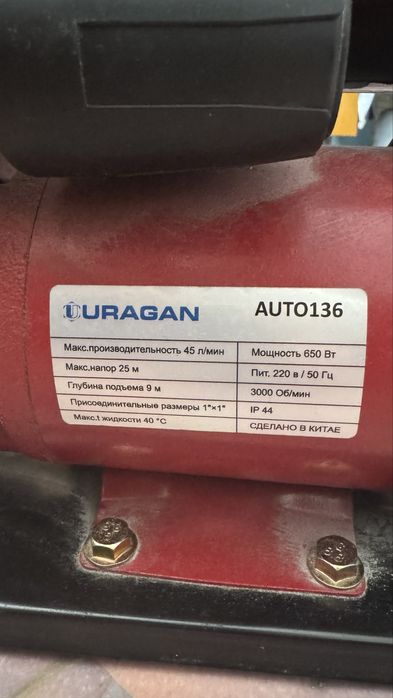 URAGAN AUTO136
Макс.производительность 45 л/мин
Мощность 650 Вт
Макс.напор 25 м
Пит. 220 в / 50 Гц
Глубина подъема 9 м
3000 Об/мин
Присоединительные размеры 1"×1"
IP 44
Макс.t жидкости 40 °C
СДЕЛАНО В КИТАЕ